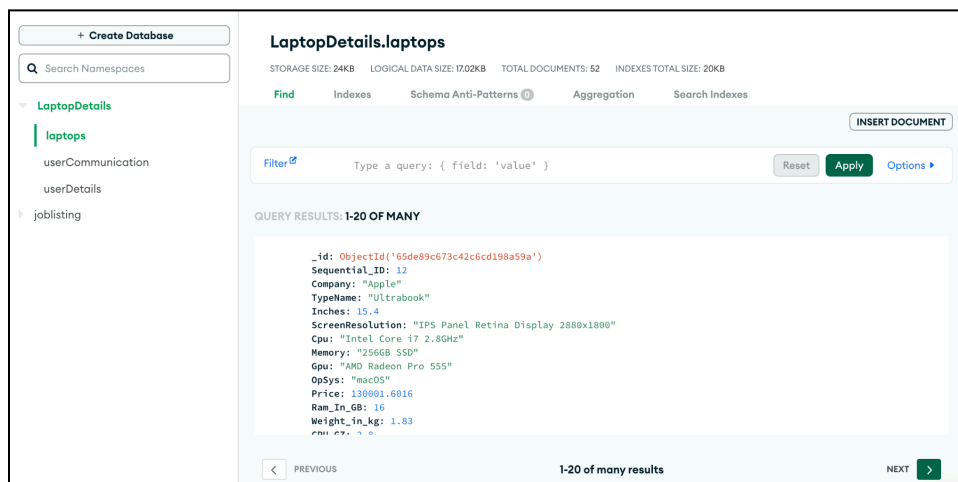 + Create Database
Search Namespaces
LaptopDetails
laptops
userCommunication
userDetails
joblisting
LaptopDetails.laptops
STORAGE SIZE: 24KB LOGICAL DATA SIZE: 17.02KB TOTAL DOCUMENTS: 52 INDEXES TOTAL SIZE: 20KB
Find Indexes Schema Anti-Patterns 0 Aggregation Search Indexes
INSERT DOCUMENT
Filter Type a query: { field: 'value' } Reset Apply Options
QUERY RESULTS: 1-20 OF MANY
_id: ObjectId('65de89c673c42c6cd198a59a')
Sequential_ID: 12
Company: "Apple"
TypeName: "Ultrabook"
Inches: 15.4
ScreenResolution: "IPS Panel Retina Display 2880x1800"
Cpu: "Intel Core i7 2.8GHz"
Memory: "256GB SSD"
Gpu: "AMD Radeon Pro 555"
OpSys: "macOS"
Price: 130001.6016
Ram_In_GB: 16
Weight_in_kg: 1.83
PREVIOUS 1-20 of many results NEXT